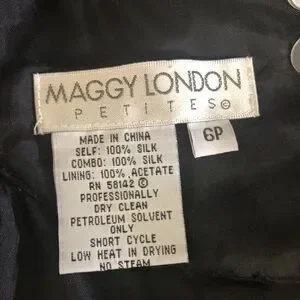 MAGGY LONDON
PETITES ©
6P
MADE IN CHINA
SELF: 100% SILK
COMBO: 100% SILK
LINING: 100%, ACETATE
RN 58142 ©
PROFESSIONALLY
DRY CLEAN
PETROLEUM SOLVENT
ONLY
SHORT CYCLE
LOW HEAT IN DRYING
NO STEAM